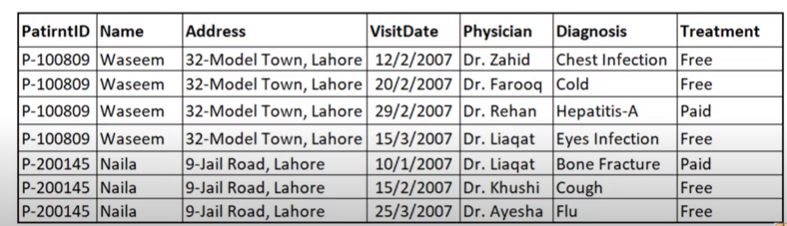 PatirntID Name Address VisitDate Physician Diagnosis Treatment
P-100809 Waseem 32-Model Town, Lahore 12/2/2007 Dr. Zahid Chest Infection Free
P-100809 Waseem 32-Model Town, Lahore 20/2/2007 Dr. Farooq Cold Free
P-100809 Waseem 32-Model Town, Lahore 29/2/2007 Dr. Rehan Hepatitis-A Paid
P-100809 Waseem 32-Model Town, Lahore 15/3/2007 Dr. Liaqat Eyes Infection Free
P-200145 Naila 9-Jail Road, Lahore 10/1/2007 Dr. Liaqat Bone Fracture Paid
P-200145 Naila 9-Jail Road, Lahore 15/2/2007 Dr. Khushi Cough Free
P-200145 Naila 9-Jail Road, Lahore 25/3/2007 Dr. Ayesha Flu Free